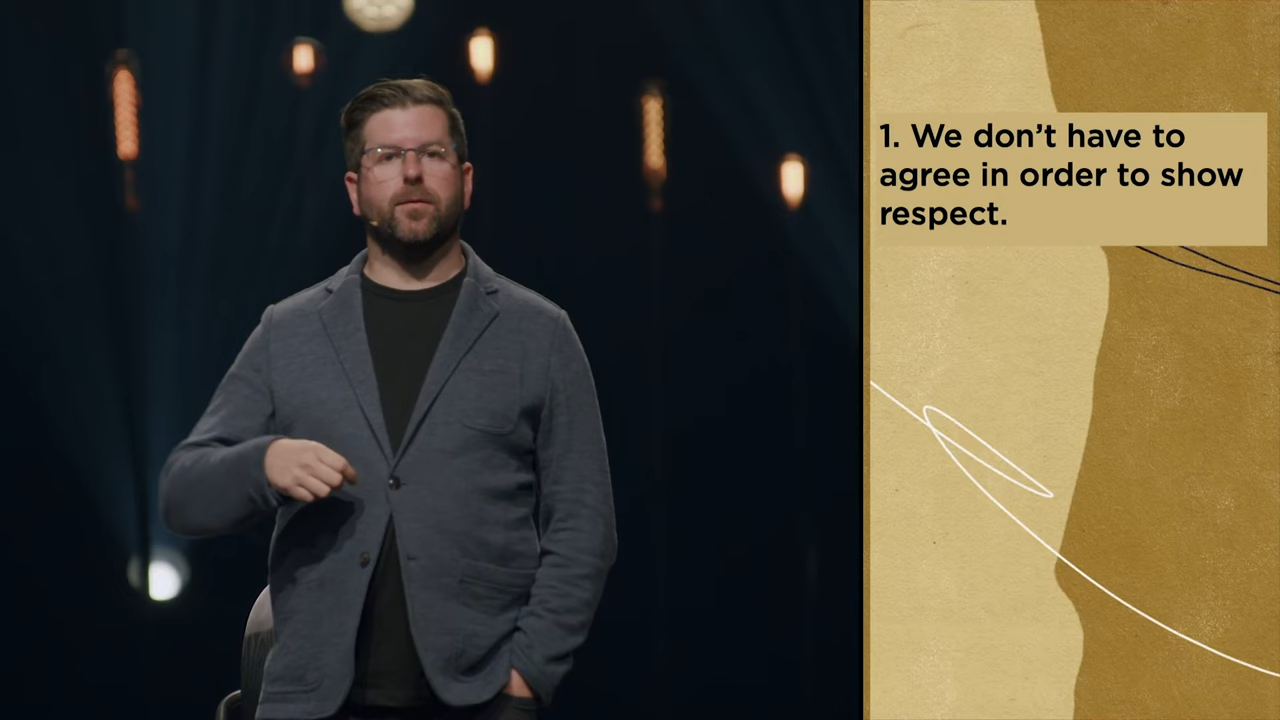 1. We don’t have to
agree in order to show
respect.